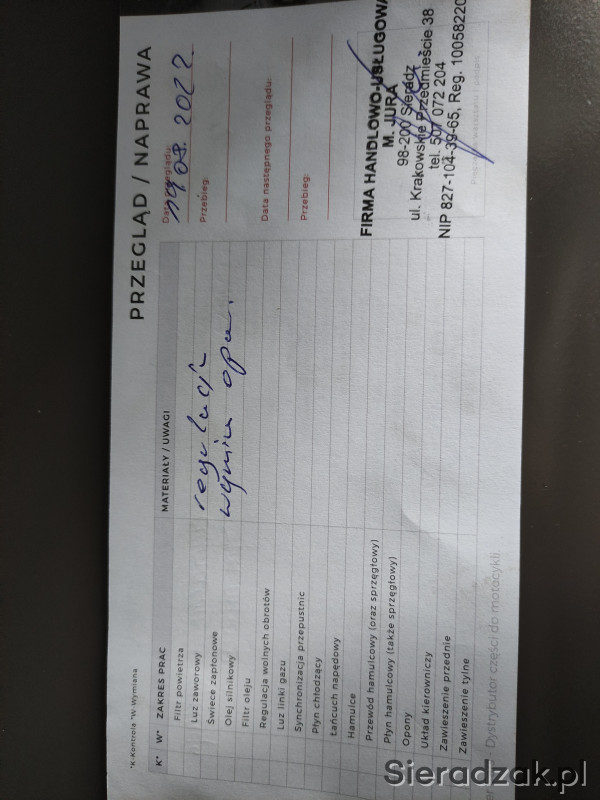 PRZEGLĄD / NAPRAWA
*K-Kontrola *W-Wymiana
K* W* ZAKRES PRAC MATERIAŁY / UWAGI
Filtr powietrza
Luz zaworowy
Świece zapłonowe
Olej silnikowy
Filtr oleju
Regulacja wolnych obrotów
Luz linki gazu
Synchronizacja przepustnic
Płyn chłodzący
Łańcuch napędowy
Hamulce
Przewód hamulcowy (oraz sprzęgłowy)
Płyn hamulcowy (także sprzęgłowy)
Opony
Układ kierowniczy
Zawieszenie przednie
Zawieszenie tylne
regulacja
wymiana opon.
Data przeglądu:
19 08. 2022
Przebieg:
Data następnego przeglądu:
Przebieg:
FIRMA HANDLOWO-USŁUGOWA
M. JURA
98-200 Sieradz
ul. Krakowskie Przedmieście 38
tel. 507 072 204
NIP 827-104-39-65, Reg. 10058220
Dystrybutor części do motocykli.
Sieradzak.pl